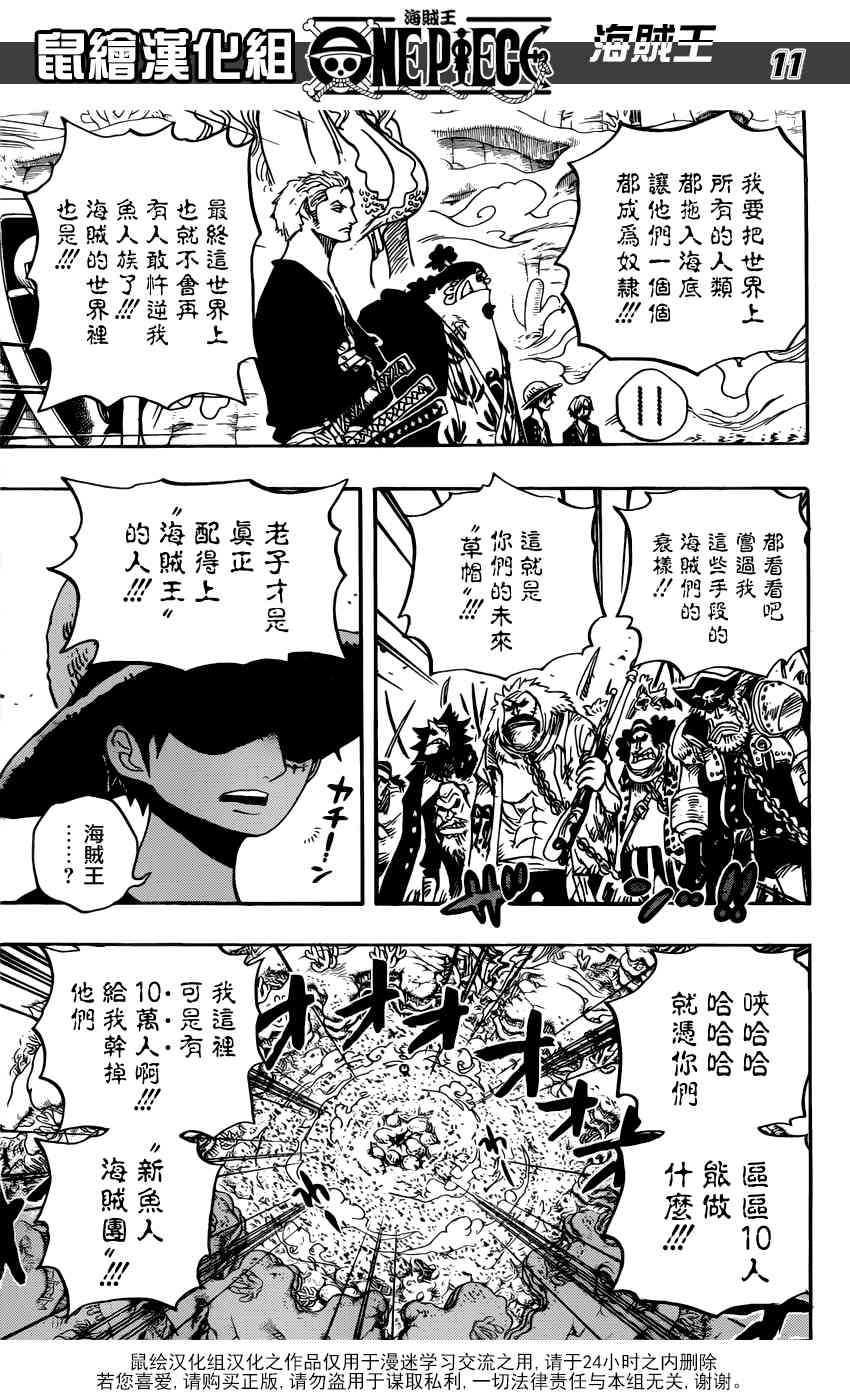 鼠繪漢化組
海賊王
ONE PIECE
海賊王
11
我要把世界上
所有的人類
都拖入海底
讓他們一個個
都成爲奴隸!!!
最終這世界上
也就不會再
有人敢忤逆我
魚人族了!!!
海賊的世界裡
也是!!!
都看看吧
嘗過我
這些手段的
海賊們的
衰樣!!
這就是
你們的未來
“草帽”!!!
老子才是
眞正
配得上
“海賊王”
的人!!!
カチーン
海賊王
……?
唊哈哈
哈哈哈
哈哈哈
就憑你們
區區10人
能做
什麼!!!
我這裡
可是有
10萬人啊!!!
給我幹掉
他們
“新魚人
海賊團”
!!!
オオオオオオ
鼠绘汉化组汉化之作品仅用于漫迷学习交流之用,请于24小时之内删除
若您喜爱,请购买正版,请勿盗用于谋取私利,一切法律责任与本组无关,谢谢。